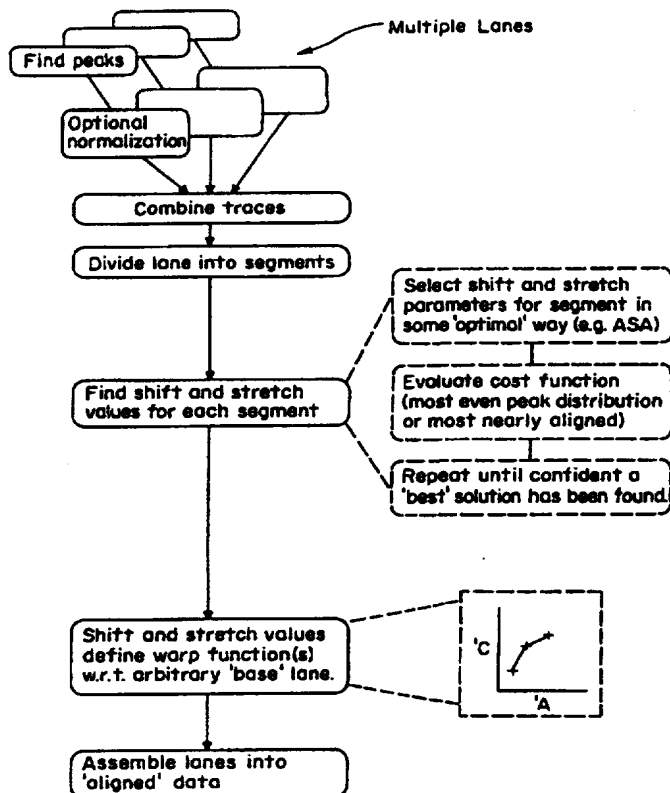 Multiple Lanes
Find peaks
Optional
normalization
Combine traces
Divide lane into segments
Select shift and stretch
parameters for segment in
some 'optimal' way (e.g. ASA)
Find shift and stretch
values for each segment
Evaluate cost function
(most even peak distribution
or most nearly aligned)
Repeat until confident a
'best' solution has been found.
Shift and stretch values
define warp function(s)
w.r.t. arbitrary 'base' lane.
'C
'A
Assemble lanes into
'aligned' data